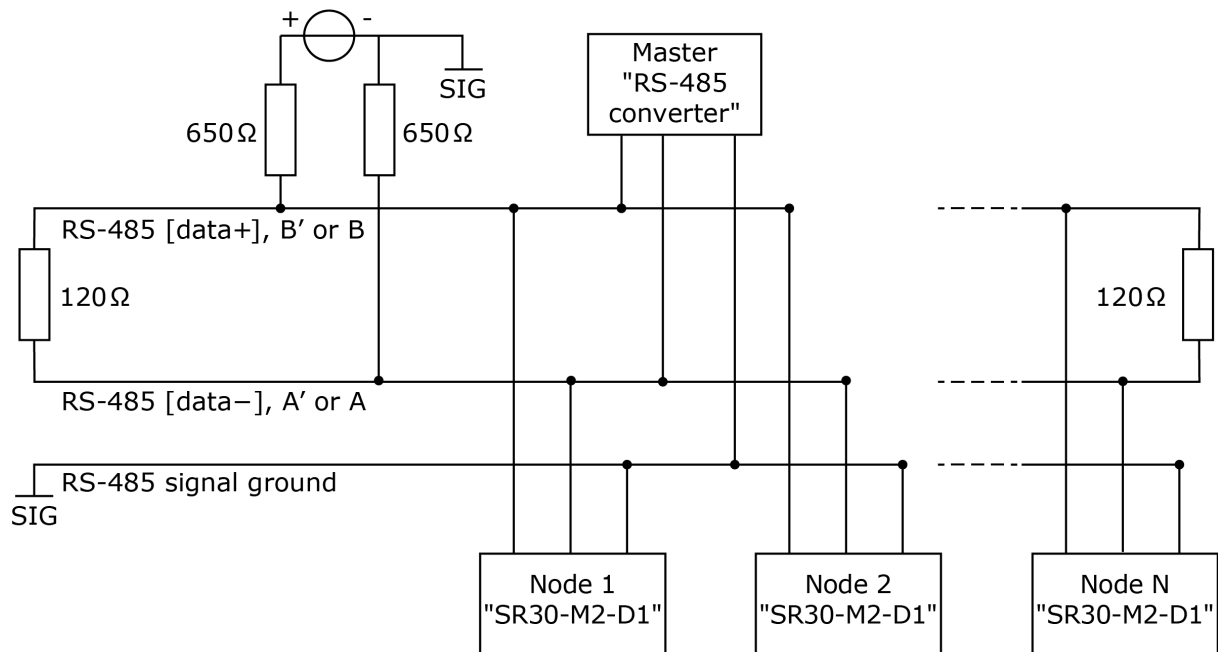 + -
SIG
650Ω
650Ω
Master
"RS-485
converter"
RS-485 [data+], B’ or B
120Ω
120Ω
RS-485 [data−], A’ or A
RS-485 signal ground
SIG
Node 1
"SR30-M2-D1"
Node 2
"SR30-M2-D1"
Node N
"SR30-M2-D1"